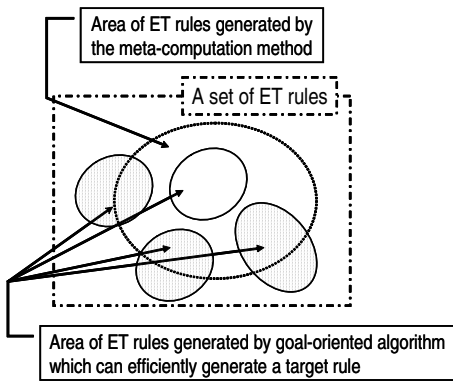 Area of ET rules generated by
the meta-computation method
A set of ET rules
Area of ET rules generated by goal-oriented algorithm
which can efficiently generate a target rule